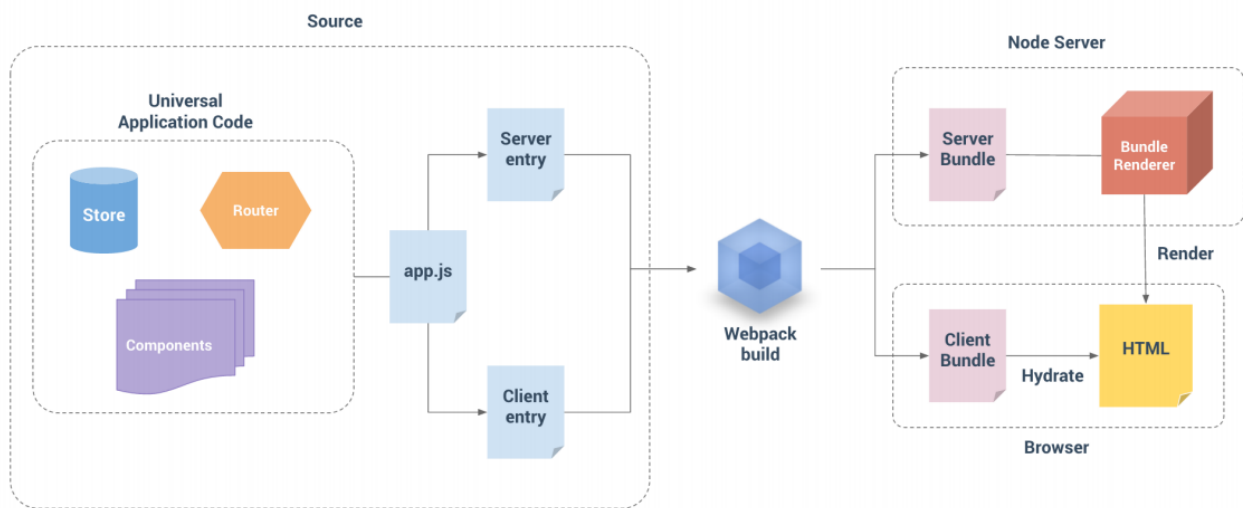 Source
Universal
Application Code
Store
Router
Components
app.js
Server
entry
Client
entry
Webpack
build
Node Server
Server
Bundle
Bundle
Renderer
Render
Client
Bundle
Hydrate
HTML
Browser